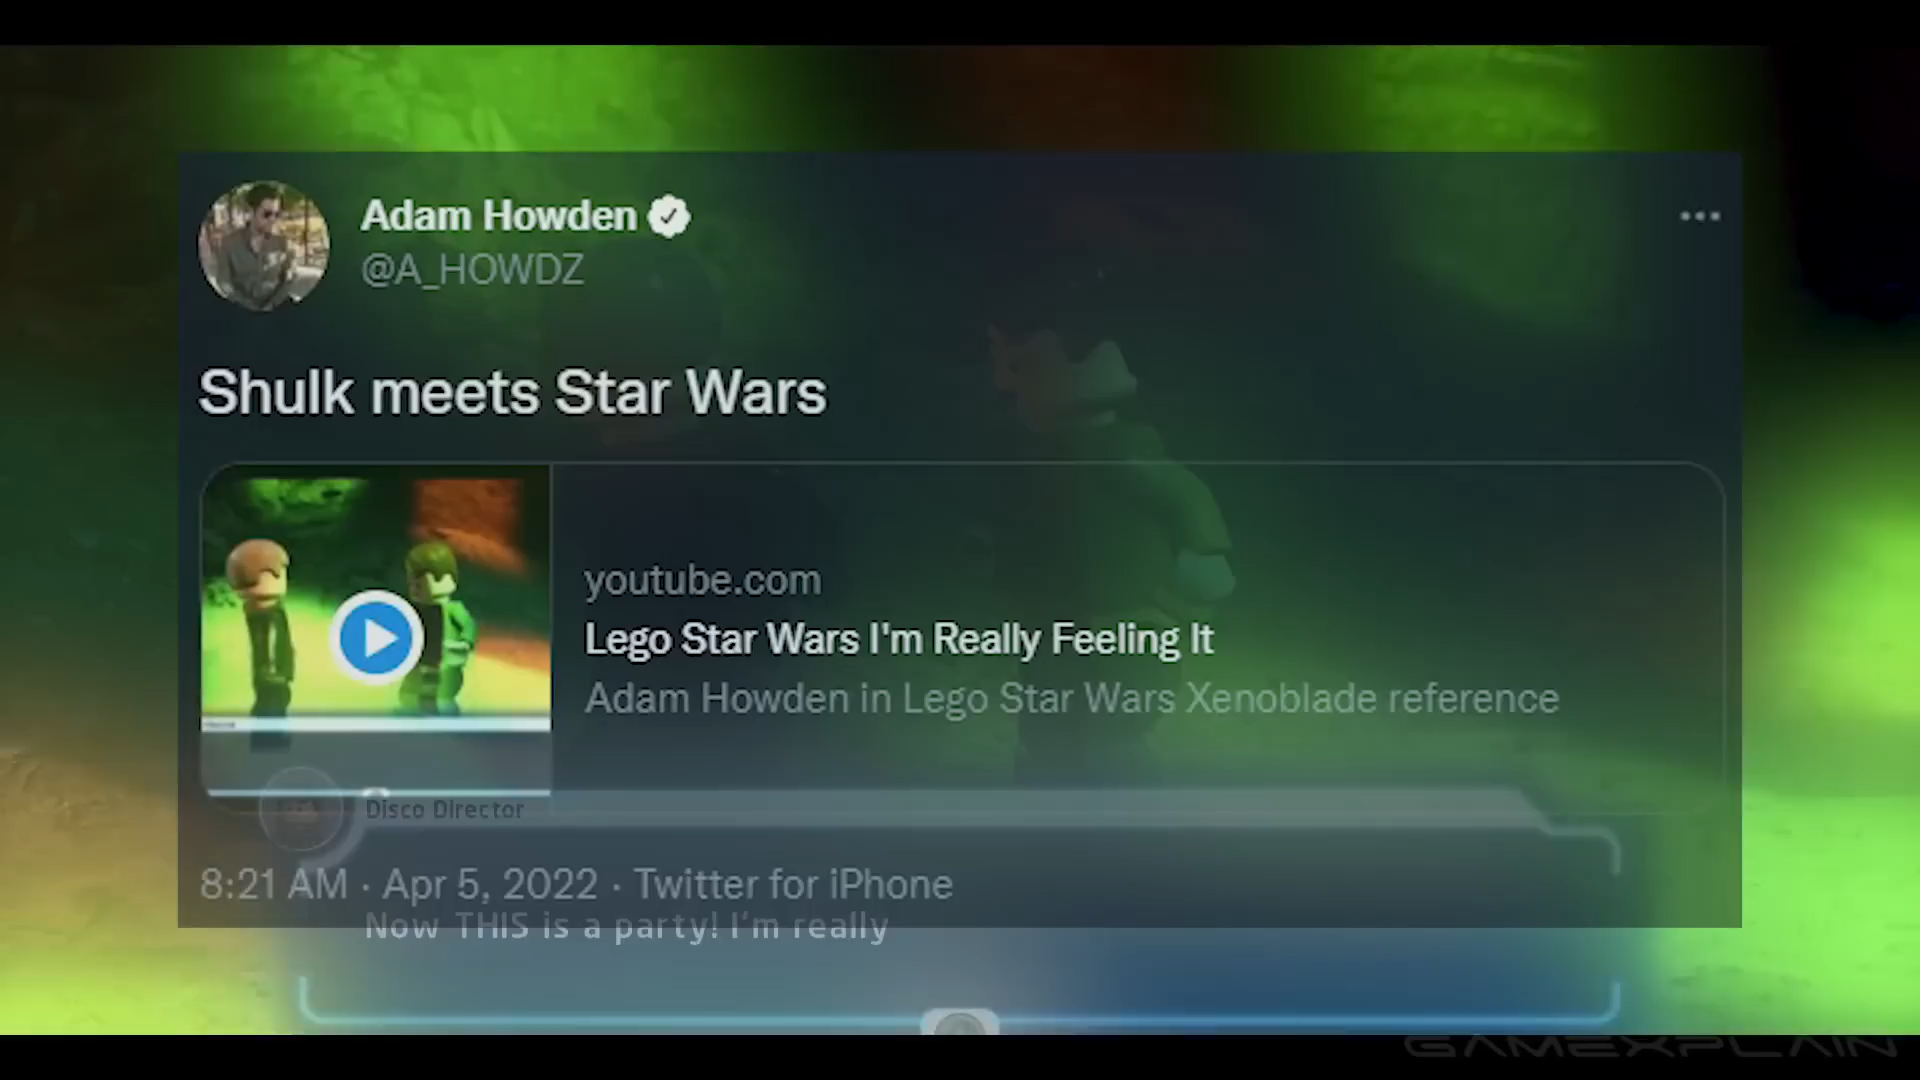 Adam Howden
@A_HOWDZ
Shulk meets Star Wars
youtube.com
Lego Star Wars I'm Really Feeling It
Adam Howden in Lego Star Wars Xenoblade reference
Disco Director
8:21 AM · Apr 5, 2022 · Twitter for iPhone
Now THIS is a party! I'm really
GAMEXPLAIN